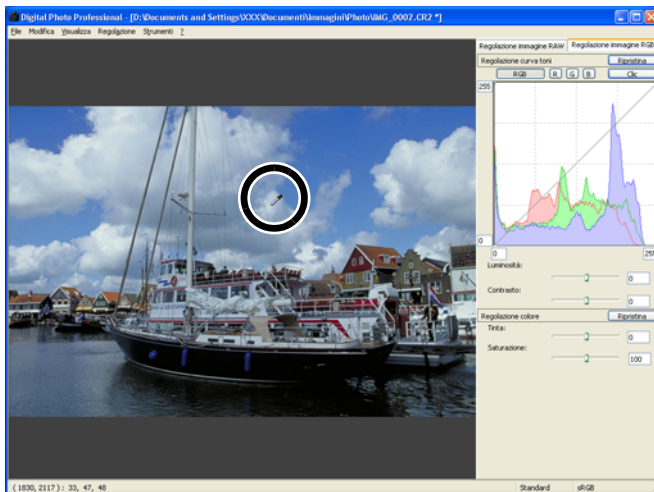 Digital Photo Professional - [D:\Documents and Settings\XXX\Documenti\Immagini\Photo\IMG_0002.CR2 *]
File Modifica Visualizza Regolazione Strumenti ?
Regolazione immagine RAW Regolazione immagine RGB
Regolazione curva toni Ripristina
RGB R G B Clic
255
0
0 255
Luminosità:
0
Contrasto:
0
Regolazione colore Ripristina
Tinta:
0
Saturazione:
100
( 1830, 2117 ) : 33, 47, 48 Standard sRGB